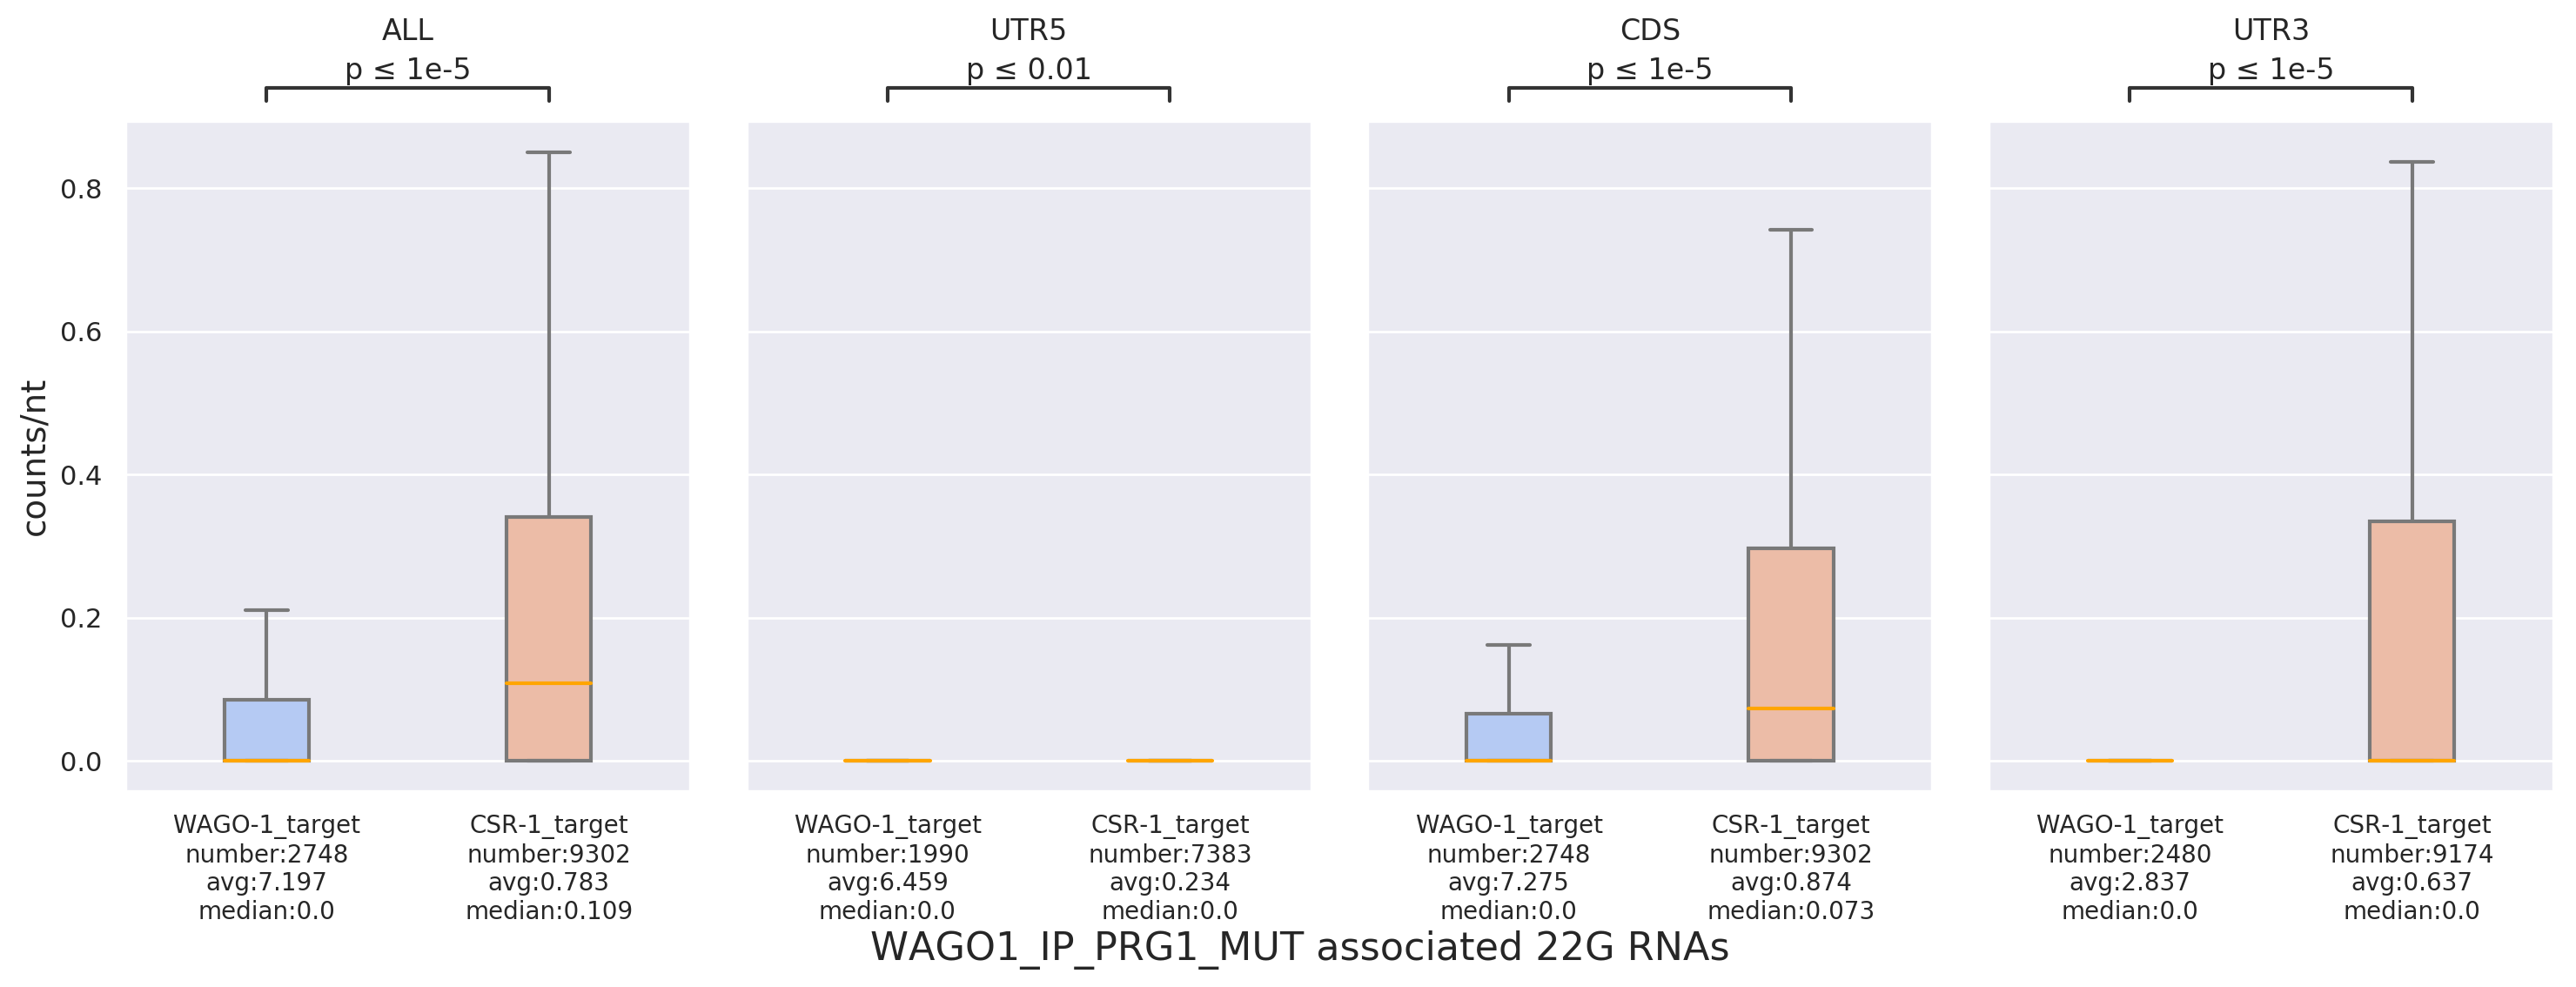 ALL
p ≤ 1e-5
UTR5
p ≤ 0.01
CDS
p ≤ 1e-5
UTR3
p ≤ 1e-5
counts/nt
0.8
0.6
0.4
0.2
0.0
WAGO-1_target
number:2748
avg:7.197
median:0.0
CSR-1_target
number:9302
avg:0.783
median:0.109
WAGO-1_target
number:1990
avg:6.459
median:0.0
CSR-1_target
number:7383
avg:0.234
median:0.0
WAGO-1_target
number:2748
avg:7.275
median:0.0
CSR-1_target
number:9302
avg:0.874
median:0.073
WAGO-1_target
number:2480
avg:2.837
median:0.0
CSR-1_target
number:9174
avg:0.637
median:0.0
WAGO1_IP_PRG1_MUT associated 22G RNAs